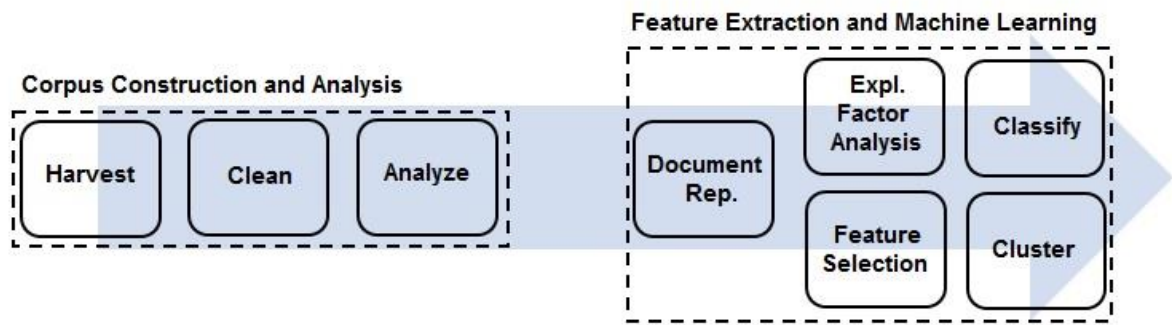 Feature Extraction and Machine Learning
Corpus Construction and Analysis
Harvest
Clean
Analyze
Document
Rep.
Expl.
Factor
Analysis
Classify
Feature
Selection
Cluster